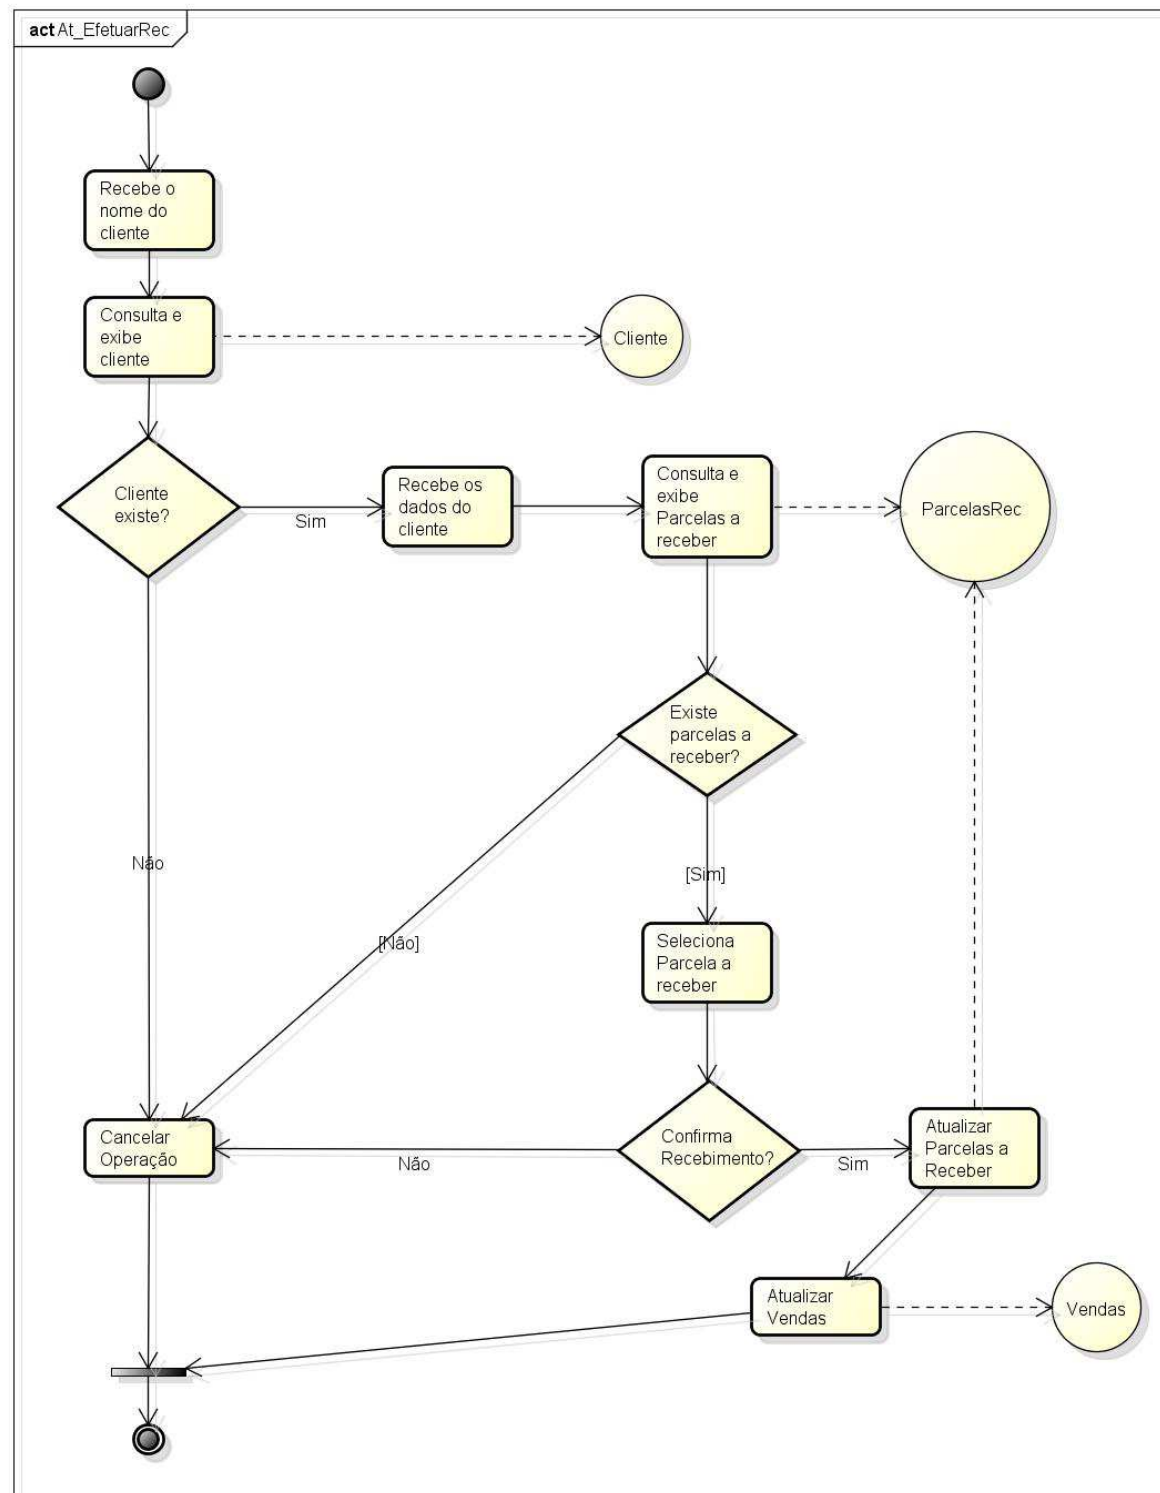 act At_EfetuarRec
Recebe o
nome do
cliente
Consulta e
exibe
cliente
Cliente
Cliente
existe?
Sim
Recebe os
dados do
cliente
Consulta e
exibe
Parcelas a
receber
ParcelasRec
Existe
parcelas a
receber?
Não
[Sim]
[Não]
Seleciona
Parcela a
receber
Cancelar
Operação
Não
Confirma
Recebimento?
Sim
Atualizar
Parcelas a
Receber
Atualizar
Vendas
Vendas